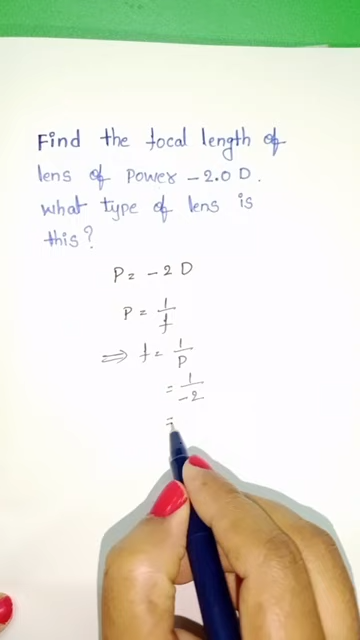 Find the focal length of
lens of power -2.0 D.
what type of lens is
this?
P = -2 D
P = 1/f
⟹ f = 1/P
= 1/-2
=